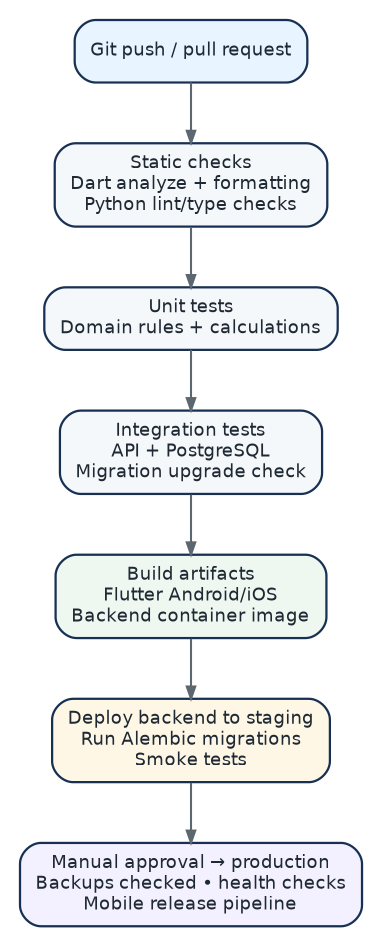 Git push / pull request
Static checks
Dart analyze + formatting
Python lint/type checks
Unit tests
Domain rules + calculations
Integration tests
API + PostgreSQL
Migration upgrade check
Build artifacts
Flutter Android/iOS
Backend container image
Deploy backend to staging
Run Alembic migrations
Smoke tests
Manual approval → production
Backups checked • health checks
Mobile release pipeline